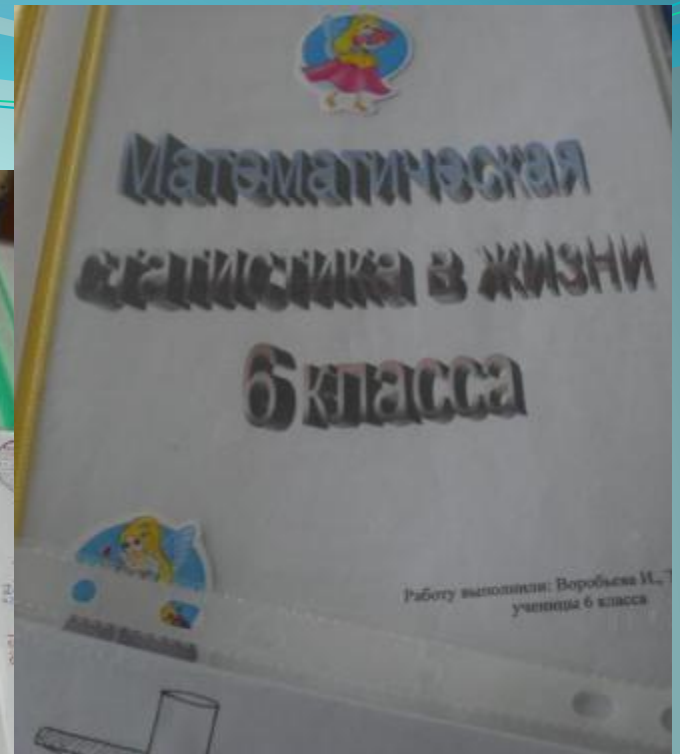 Математическая
статистика в жизни
6 класса
Работу выполнили: Воробьева И.,
ученицы 6 класса